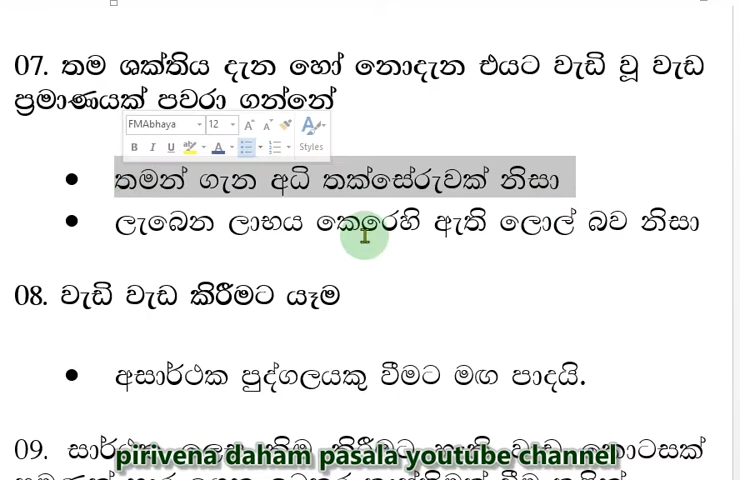 07. තම ශක්තිය දැන හෝ නොදැන එයට වැඩි වූ වැඩ
ප්‍රමාණයක් පවරා ගන්නේ
FMAbhaya 12
B I U Styles
• තමන් ගැන අධි තක්සේරුවක් නිසා
• ලැබෙන ලාභය කෙරෙහි ඇති ලොල් බව නිසා
08. වැඩි වැඩ කිරීමට යෑම
• අසාර්ථක පුද්ගලයකු වීමට මඟ පාදයි.
09. කොටසක්
pirivena daham pasala youtube channel